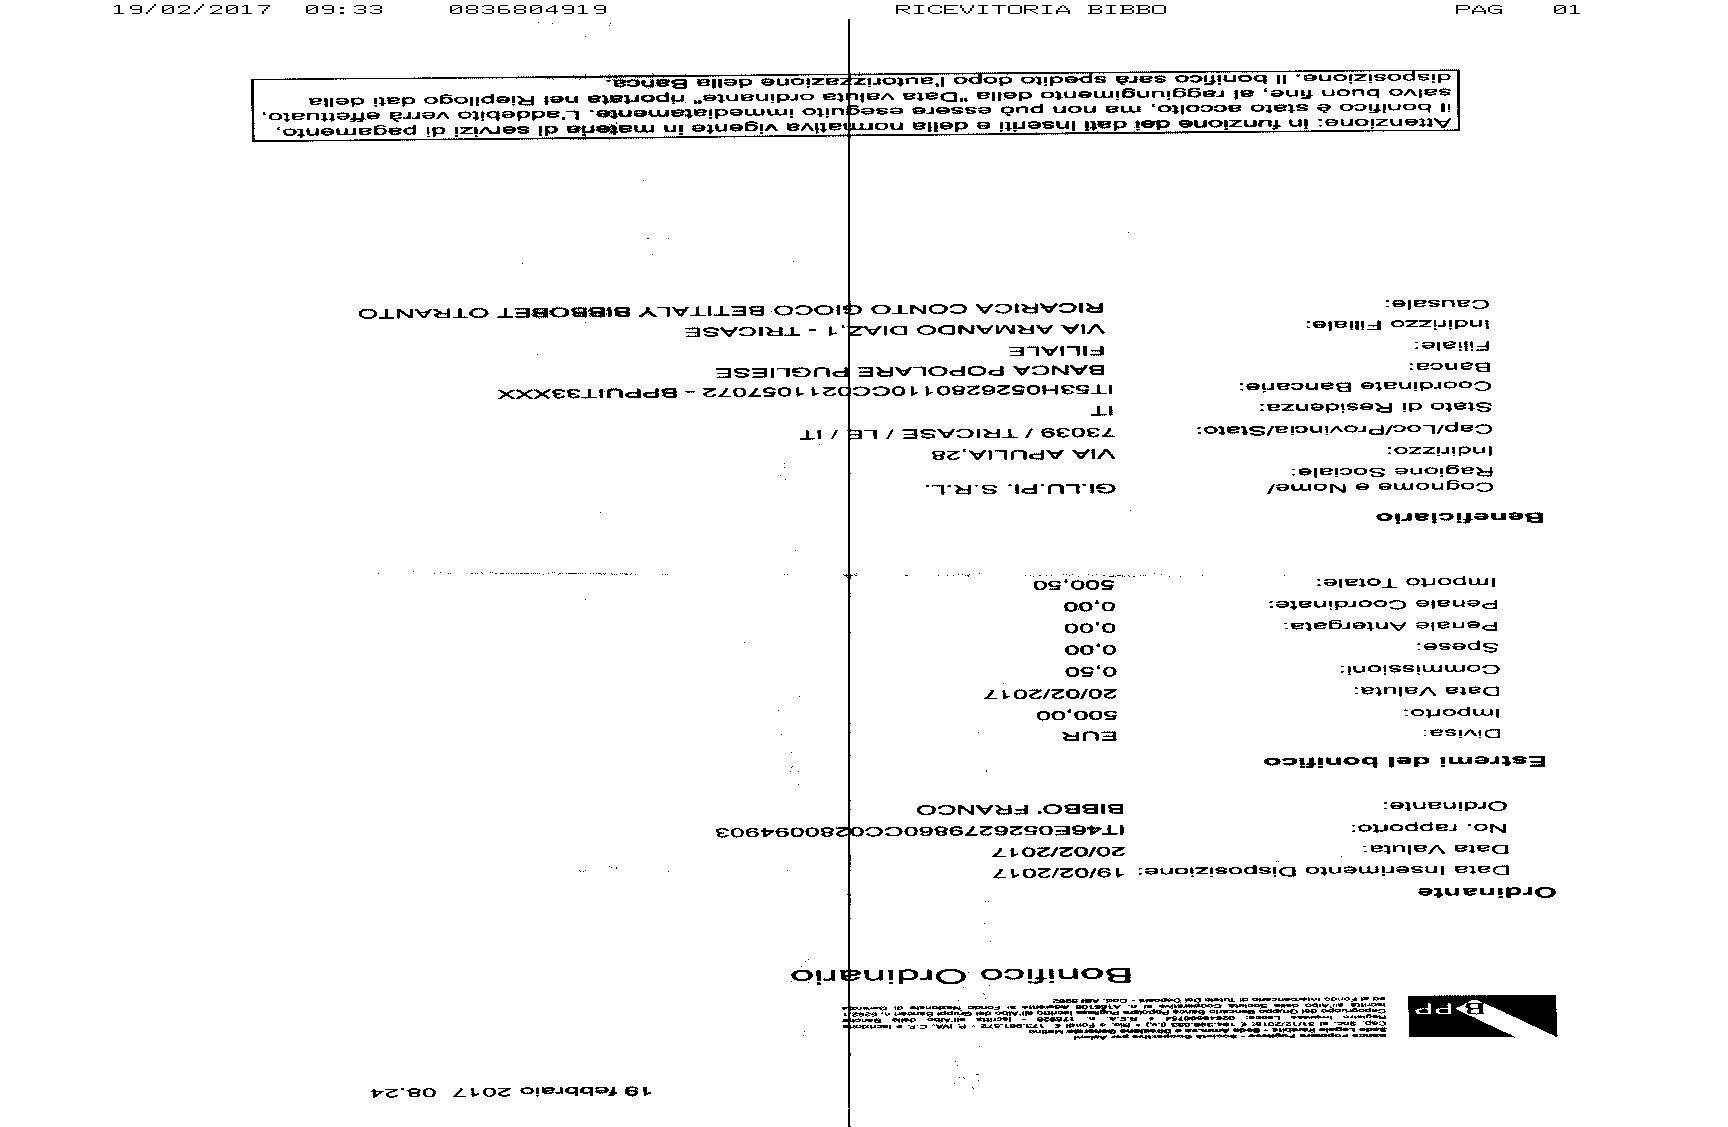 19/02/2017 09:33 0836804919 RICEVITORIA BIBBO PAG 01
19 febbraio 2017 08.24
BPP
Banca Popolare Pugliese - Società Cooperativa per Azioni
Bonifico Ordinario
Ordinante
Data Inserimento Disposizione: 19/02/2017
Data Valuta: 20/02/2017
No. rapporto: IT46E0526279860CC0280094903
Ordinante: BIBBO' FRANCO
Estremi del bonifico
Divisa: EUR
Importo: 500,00
Data Valuta: 20/02/2017
Commissioni: 0,50
Spese: 0,00
Penale Antergata: 0,00
Penale Coordinate: 0,00
Importo Totale: 500,50
Beneficiario
Cognome e Nome/
Ragione Sociale: GI.LU.PI. S.R.L.
Indirizzo: VIA APULIA,28
Cap/Loc/Provincia/Stato: 73039 / TRICASE / LE / IT
Stato di Residenza: IT
Coordinate Bancarie: IT53H0526280110CC0211057072 - BPPUIT33XXX
Banca: BANCA POPOLARE PUGLIESE
Filiale: FILIALE
Indirizzo Filiale: VIA ARMANDO DIAZ,1 - TRICASE
Causale: RICARICA CONTO GIOCO BETITALY BIBBOBET OTRANTO
Attenzione: in funzione dei dati inseriti e della normativa vigente in materia di servizi di pagamento,
il bonifico è stato accolto, ma non può essere eseguito immediatamente. L'addebito verrà effettuato,
salvo buon fine, al raggiungimento della "Data valuta ordinante" riportata nel Riepilogo dati della
disposizione. Il bonifico sarà spedito dopo l'autorizzazione della Banca.